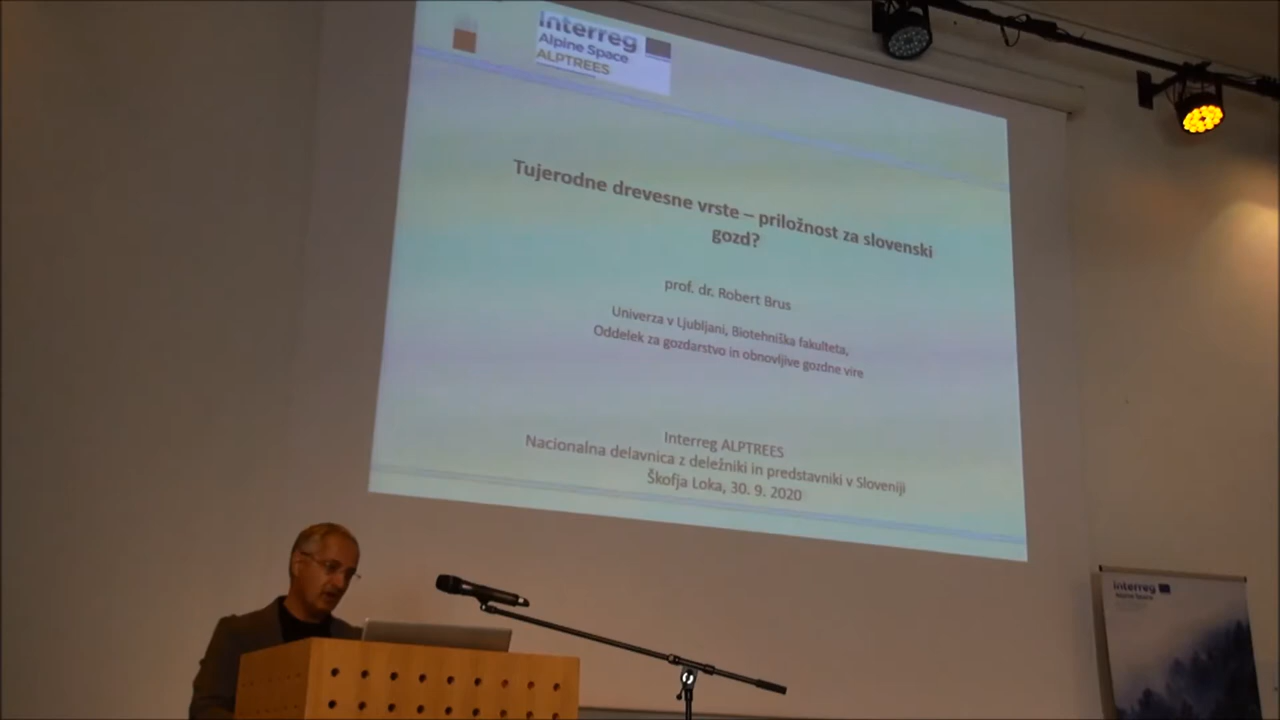 Interreg
Alpine Space
ALPTREES
Tujerodne drevesne vrste – priložnost za slovenski
gozd?
prof. dr. Robert Brus
Univerza v Ljubljani, Biotehniška fakulteta,
Oddelek za gozdarstvo in obnovljive gozdne vire
Interreg ALPTREES
Nacionalna delavnica z deležniki in predstavniki v Sloveniji
Škofja Loka, 30. 9. 2020
Interreg
Alpine Space